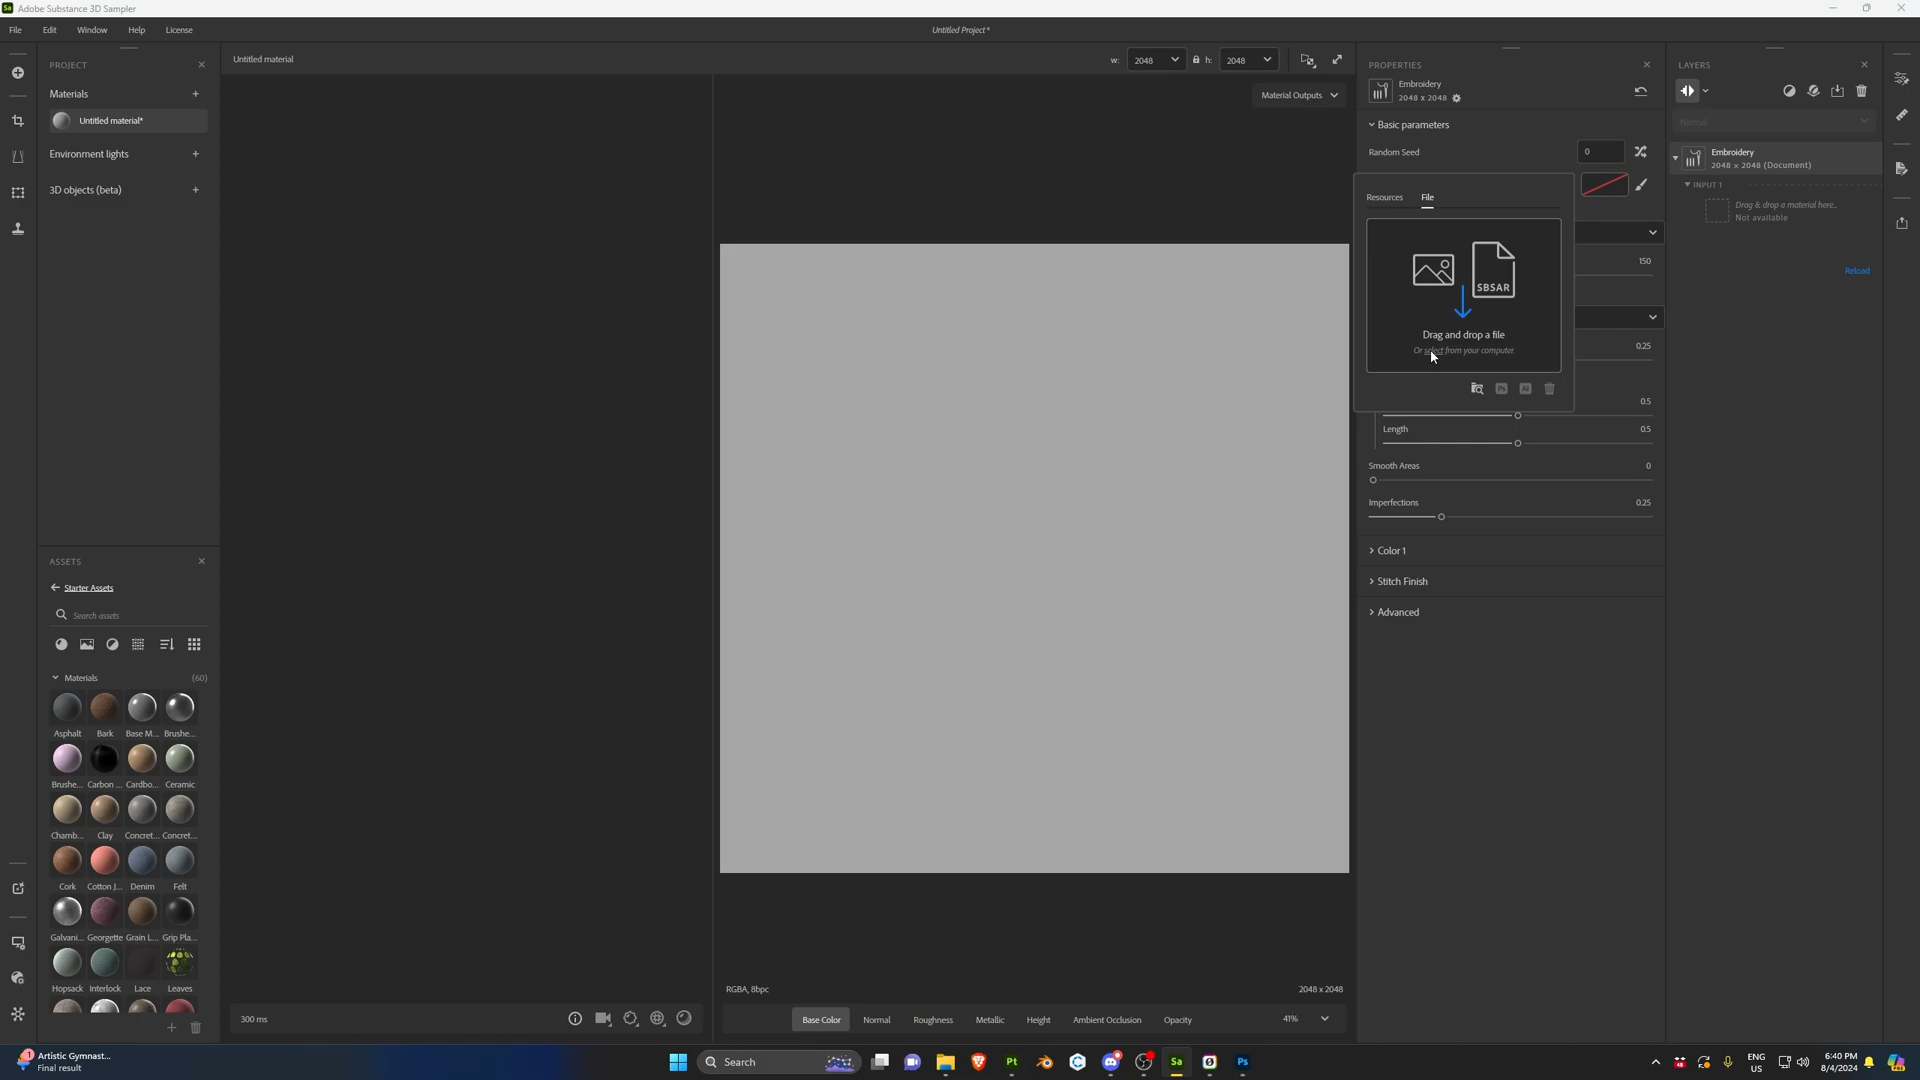 Sa Adobe Substance 3D Sampler
File Edit Window Help License
Untitled Project*
PROJECT
Materials
Untitled material*
Environment lights
3D objects (beta)
ASSETS
Starter Assets
Search assets
Materials (60)
Asphalt Bark Base M... Brushe...
Brushe... Carbon ... Cardbo... Ceramic
Chamb... Clay Concret... Concret...
Cork Cotton J... Denim Felt
Galvani... Georgette Grain L... Grip Pla...
Hopsack Interlock Lace Leaves
Untitled material
w: 2048 h: 2048
Material Outputs
300 ms
RGBA, 8bpc 2048 x 2048
Base Color Normal Roughness Metallic Height Ambient Occlusion Opacity 41%
PROPERTIES
Embroidery
2048 x 2048
Basic parameters
Random Seed 0
Resources File
SBSAR
Drag and drop a file
Or select from your computer.
Ps Ai
150
0.25
0.5
Length 0.5
Smooth Areas 0
Imperfections 0.25
Color 1
Stitch Finish
Advanced
LAYERS
Normal
Embroidery
2048 x 2048 (Document)
INPUT 1
Drag & drop a material here...
Not available
Reload
1 Artistic Gymnast...
Final result
Search
Pt Sa Ps
ENG
US
6:40 PM
8/4/2024